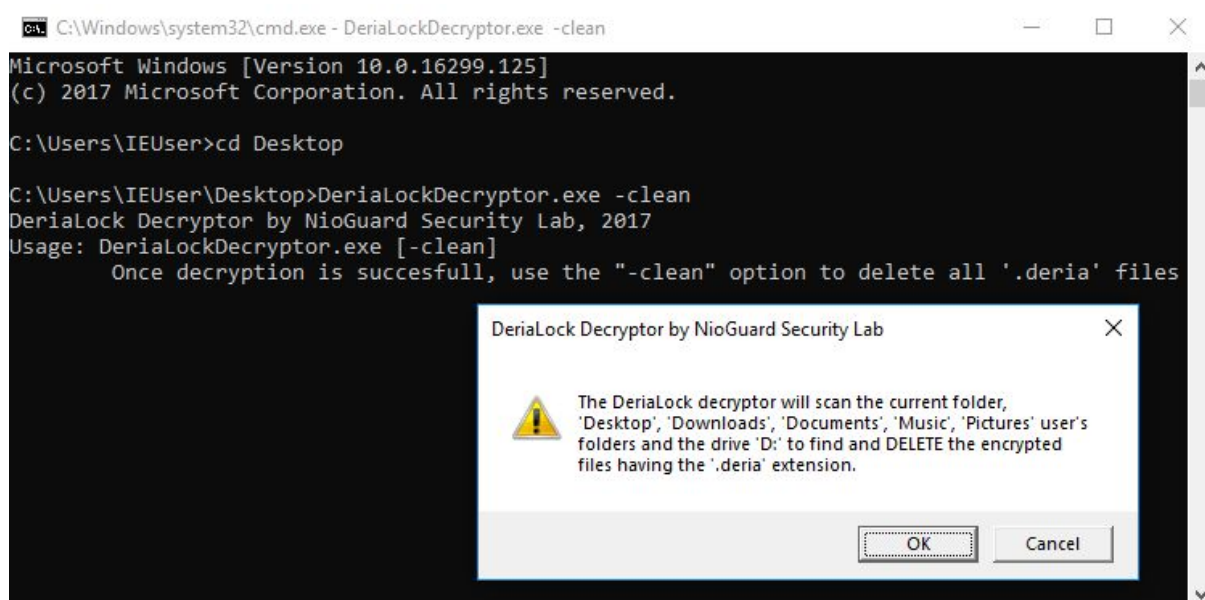 C:\Windows\system32\cmd.exe - DeriaLockDecryptor.exe -clean
Microsoft Windows [Version 10.0.16299.125]
(c) 2017 Microsoft Corporation. All rights reserved.
C:\Users\IEUser>cd Desktop
C:\Users\IEUser\Desktop>DeriaLockDecryptor.exe -clean
DeriaLock Decryptor by NioGuard Security Lab, 2017
Usage: DeriaLockDecryptor.exe [-clean]
Once decryption is succesfull, use the "-clean" option to delete all '.deria' files
DeriaLock Decryptor by NioGuard Security Lab
The DeriaLock decryptor will scan the current folder,
'Desktop', 'Downloads', 'Documents', 'Music', 'Pictures' user's
folders and the drive 'D:' to find and DELETE the encrypted
files having the '.deria' extension.
OK
Cancel